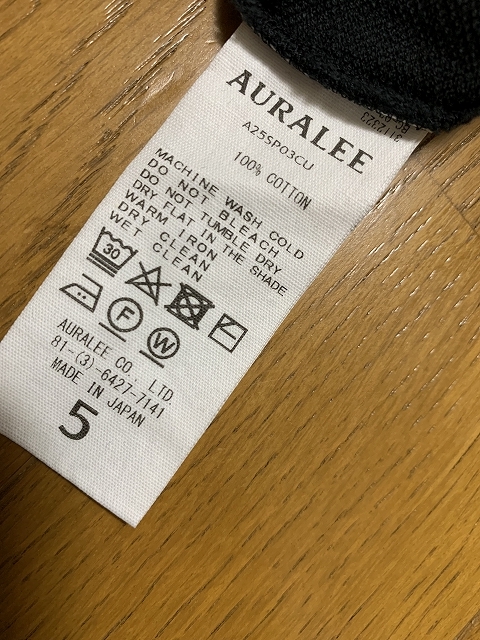 AURALEE
A25SP03CU
100% COTTON
MACHINE WASH COLD
DO NOT BLEACH
DO NOT TUMBLE DRY
DRY FLAT IN THE SHADE
WARM IRON
DRY CLEAN
WET CLEAN
30
F
W
AURALEE CO., LTD.
81-(3)-6427-7141
MADE IN JAPAN
5